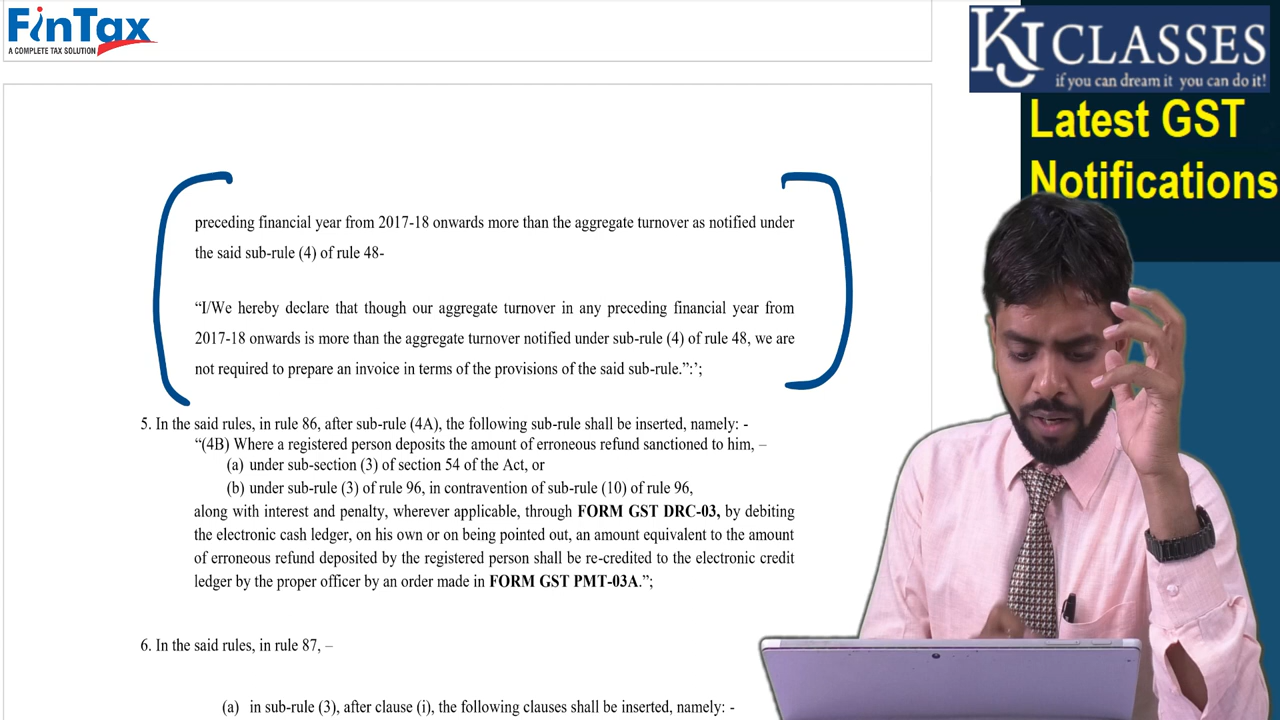 FinTax
A COMPLETE TAX SOLUTION
KJ CLASSES
if you can dream it you can do it!
Latest GST
Notifications
preceding financial year from 2017-18 onwards more than the aggregate turnover as notified under
the said sub-rule (4) of rule 48-
“I/We hereby declare that though our aggregate turnover in any preceding financial year from
2017-18 onwards is more than the aggregate turnover notified under sub-rule (4) of rule 48, we are
not required to prepare an invoice in terms of the provisions of the said sub-rule.”:’;
5. In the said rules, in rule 86, after sub-rule (4A), the following sub-rule shall be inserted, namely: -
“(4B) Where a registered person deposits the amount of erroneous refund sanctioned to him, –
(a) under sub-section (3) of section 54 of the Act, or
(b) under sub-rule (3) of rule 96, in contravention of sub-rule (10) of rule 96,
along with interest and penalty, wherever applicable, through FORM GST DRC-03, by debiting
the electronic cash ledger, on his own or on being pointed out, an amount equivalent to the amount
of erroneous refund deposited by the registered person shall be re-credited to the electronic credit
ledger by the proper officer by an order made in FORM GST PMT-03A.”;
6. In the said rules, in rule 87, –
(a) in sub-rule (3), after clause (i), the following clauses shall be inserted, namely: -